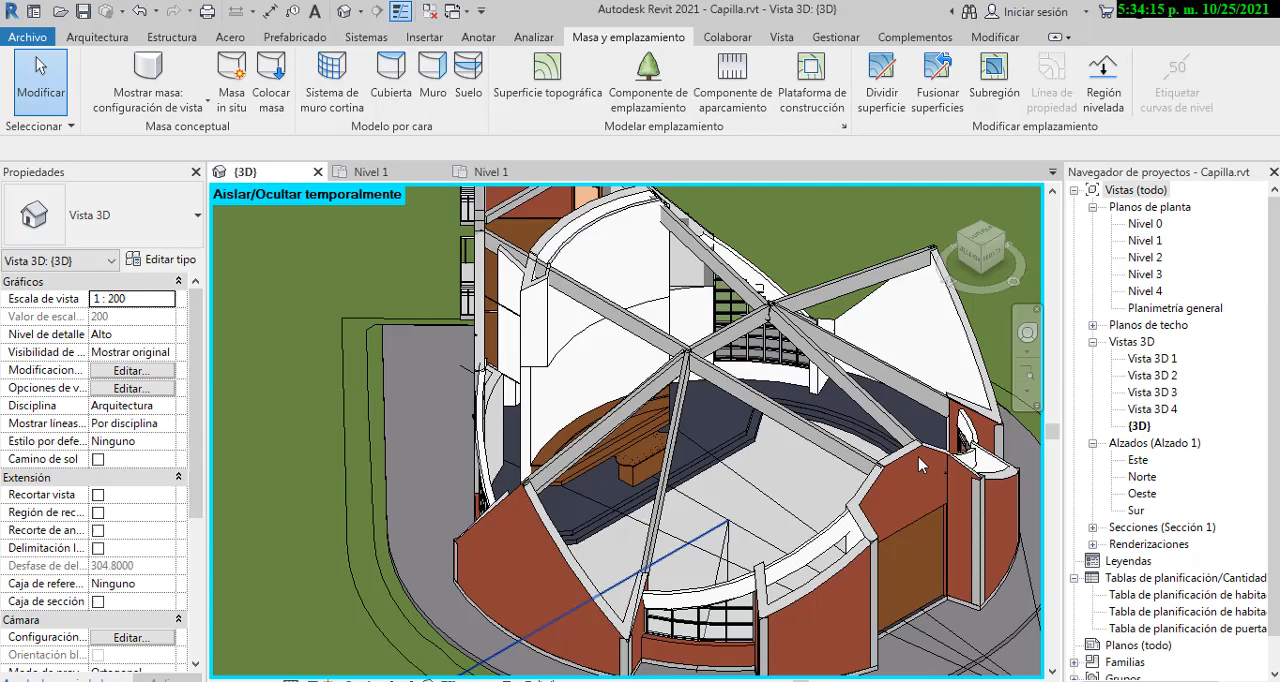 Autodesk Revit 2021 - Capilla.rvt - Vista 3D: {3D}
Iniciar sesión
5:34:15 p. m. 10/25/2021
Archivo Arquitectura Estructura Acero Prefabricado Sistemas Insertar Anotar Analizar Masa y emplazamiento Colaborar Vista Gestionar Complementos Modificar
Modificar
Mostrar masa:
configuración de vista
Masa
in situ
Colocar
masa
Sistema de
muro cortina
Cubierta
Muro
Suelo
Superficie topográfica
Componente de
emplazamiento
Componente de
aparcamiento
Plataforma de
construcción
Dividir
superficie
Fusionar
superficies
Subregión
Línea de
propiedad
Región
nivelada
50
Etiquetar
curvas de nivel
Seleccionar
Masa conceptual
Modelo por cara
Modelar emplazamiento
Modificar emplazamiento
Propiedades
Vista 3D
Vista 3D: {3D}
Editar tipo
Gráficos
Escala de vista 1 : 200
Valor de escal... 200
Nivel de detalle Alto
Visibilidad de ... Mostrar original
Modificacion... Editar...
Opciones de v... Editar...
Disciplina Arquitectura
Mostrar líneas... Por disciplina
Estilo por defe... Ninguno
Camino de sol
Extensión
Recortar vista
Región de rec...
Recorte de an...
Delimitación l...
Desfase de del... 304.8000
Caja de refere... Ninguno
Caja de sección
Cámara
Configuración... Editar...
Orientación bl...
{3D}
Nivel 1
Nivel 1
Aislar/Ocultar temporalmente
Navegador de proyectos - Capilla.rvt
Vistas (todo)
Planos de planta
Nivel 0
Nivel 1
Nivel 2
Nivel 3
Nivel 4
Planimetría general
Planos de techo
Vistas 3D
Vista 3D 1
Vista 3D 2
Vista 3D 3
Vista 3D 4
{3D}
Alzados (Alzado 1)
Este
Norte
Oeste
Sur
Secciones (Sección 1)
Renderizaciones
Leyendas
Tablas de planificación/Cantidad
Tabla de planificación de habita
Tabla de planificación de habita
Tabla de planificación de puerta
Planos (todo)
Familias